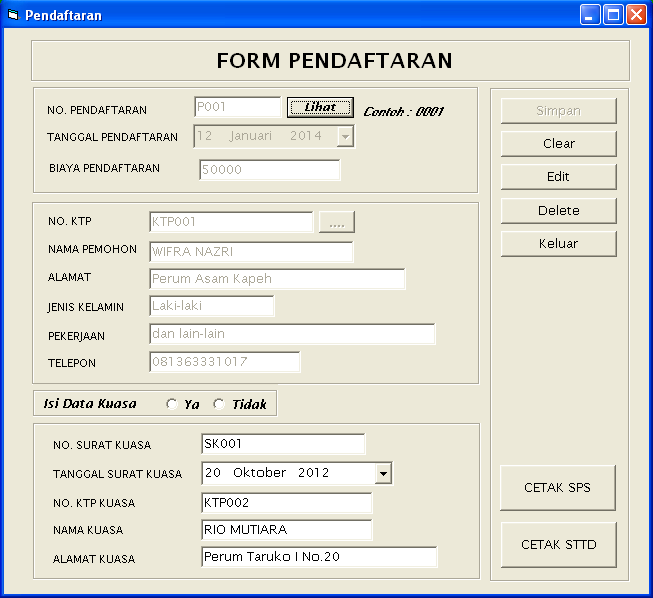 Pendaftaran
FORM PENDAFTARAN
NO. PENDAFTARAN P001 Lihat Contoh : 0001
TANGGAL PENDAFTARAN 12 Januari 2014
BIAYA PENDAFTARAN 50000
NO. KTP KTP001 ....
NAMA PEMOHON WIFRA NAZRI
ALAMAT Perum Asam Kapeh
JENIS KELAMIN Laki-laki
PEKERJAAN dan lain-lain
TELEPON 081363331017
Isi Data Kuasa Ya Tidak
NO. SURAT KUASA SK001
TANGGAL SURAT KUASA 20 Oktober 2012
NO. KTP KUASA KTP002
NAMA KUASA RIO MUTIARA
ALAMAT KUASA Perum Taruko I No.20
Simpan
Clear
Edit
Delete
Keluar
CETAK SPS
CETAK STTD